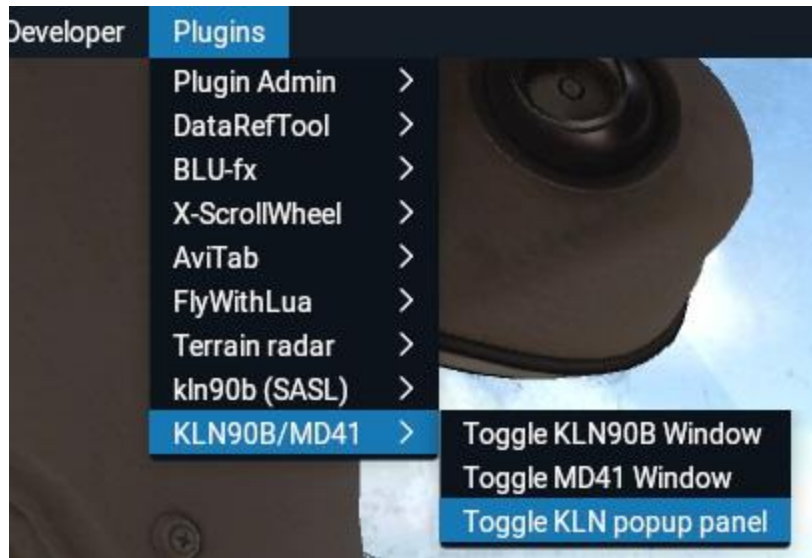 Developer Plugins
Plugin Admin
DataRefTool
BLU-fx
X-ScrollWheel
AviTab
FlyWithLua
Terrain radar
kln90b (SASL)
KLN90B/MD41
Toggle KLN90B Window
Toggle MD41 Window
Toggle KLN popup panel